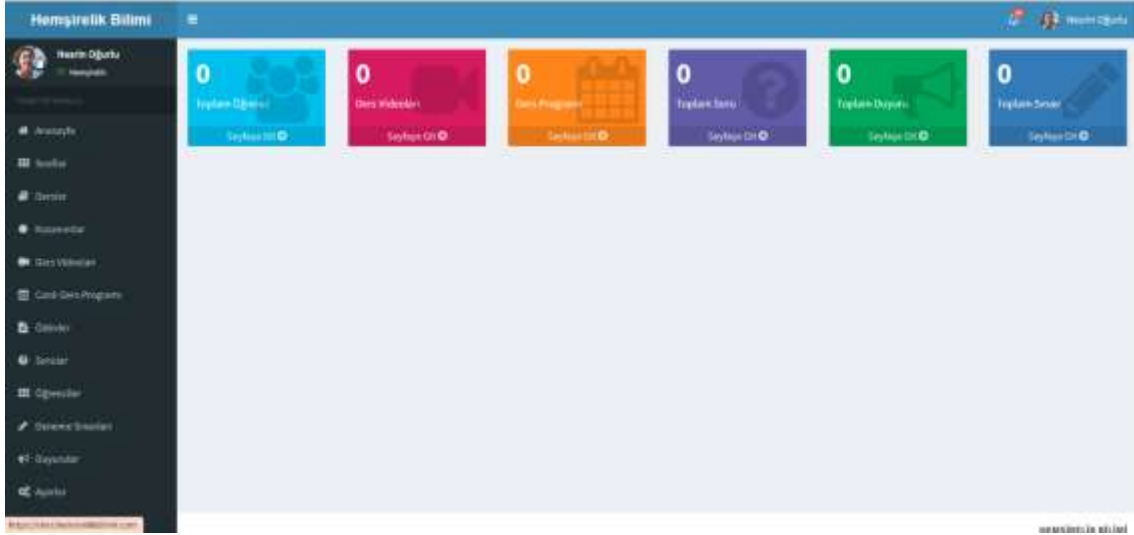 Hemşirelik Bilimi
Nesrin Oğurlu
Nesrin Oğurlu
Hemşirelik
0
Toplam Öğrenci
Sayfaya Git
0
Ders Videoları
Sayfaya Git
0
Ders Programı
Sayfaya Git
0
Toplam Soru
Sayfaya Git
0
Toplam Duyuru
Sayfaya Git
0
Toplam Sınav
Sayfaya Git
Anasayfa
Sınıflar
Dersler
Ders Videoları
Canlı Ders Programı
Ödevler
Sorular
Öğrenciler
Deneme Sınavları
Duyurular
Ayarlar